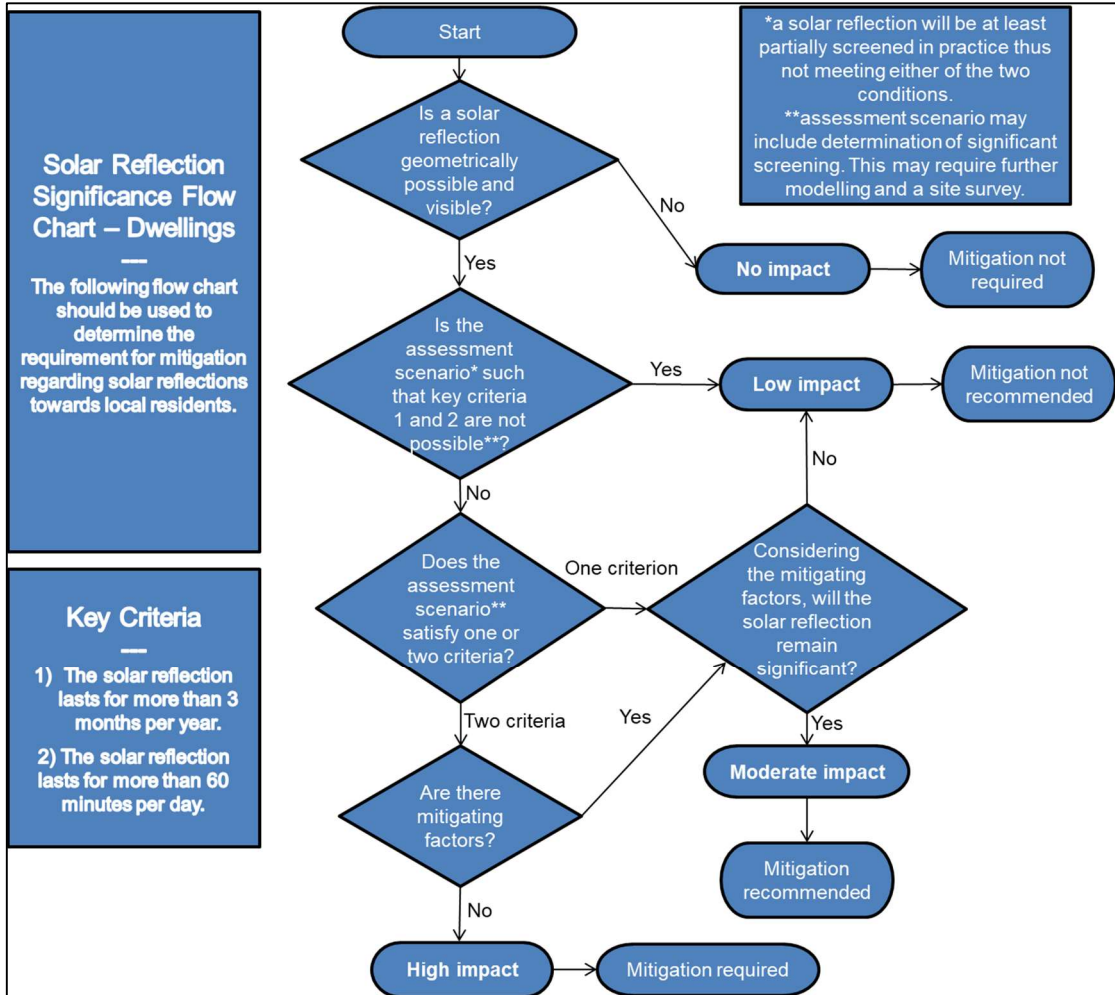 Solar Reflection
Significance Flow
Chart – Dwellings
The following flow chart
should be used to
determine the
requirement for mitigation
regarding solar reflections
towards local residents.
Key Criteria
1) The solar reflection
lasts for more than 3
months per year.
2) The solar reflection
lasts for more than 60
minutes per day.
Start
*a solar reflection will be at least
partially screened in practice thus
not meeting either of the two
conditions.
**assessment scenario may
include determination of significant
screening. This may require further
modelling and a site survey.
Is a solar
reflection
geometrically
possible and
visible?
No
No impact
Mitigation not
required
Yes
Is the
assessment
scenario* such
that key criteria
1 and 2 are not
possible**?
Yes
Low impact
Mitigation not
recommended
No
No
Does the
assessment
scenario**
satisfy one or
two criteria?
One criterion
Considering
the mitigating
factors, will the
solar reflection
remain
significant?
Two criteria
Yes
Yes
Moderate impact
Mitigation
recommended
Are there
mitigating
factors?
No
High impact
Mitigation required